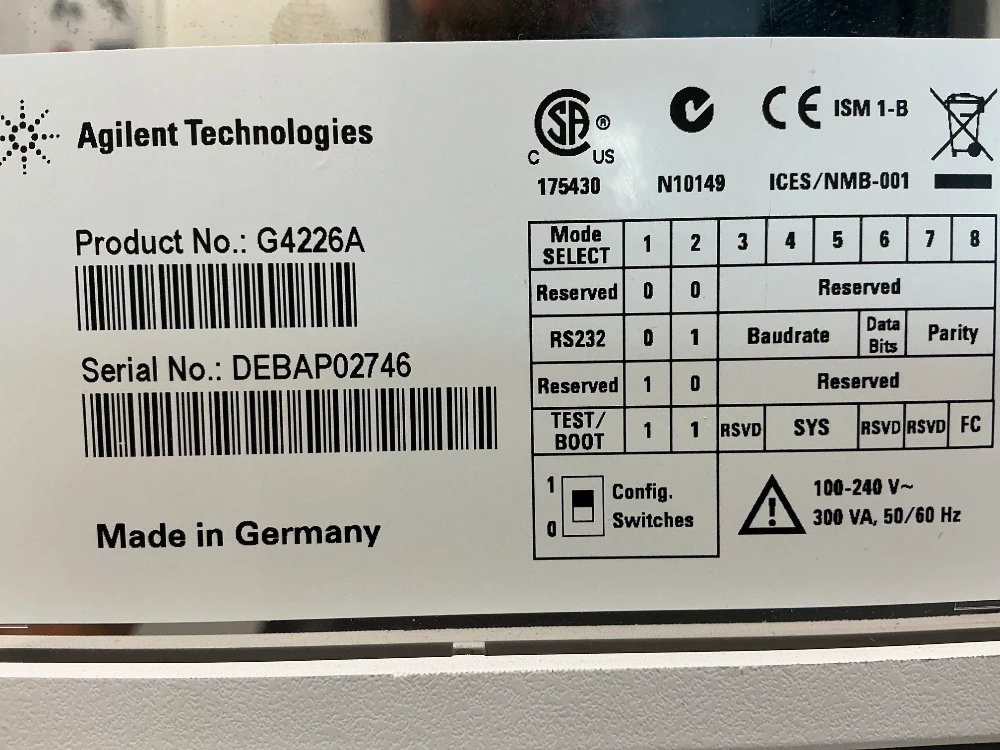 Agilent Technologies
Product No.: G4226A
Serial No.: DEBAP02746
Made in Germany
C SA ® US
175430
N10149
CE ISM 1-B
ICES/NMB-001
Mode SELECT 1 2 3 4 5 6 7 8
Reserved 0 0 Reserved
RS232 0 1 Baudrate Data Bits Parity
Reserved 1 0 Reserved
TEST/ BOOT 1 1 RSVD SYS RSVD RSVD FC
1 Config.
0 Switches
! 100-240 V~
300 VA, 50/60 Hz